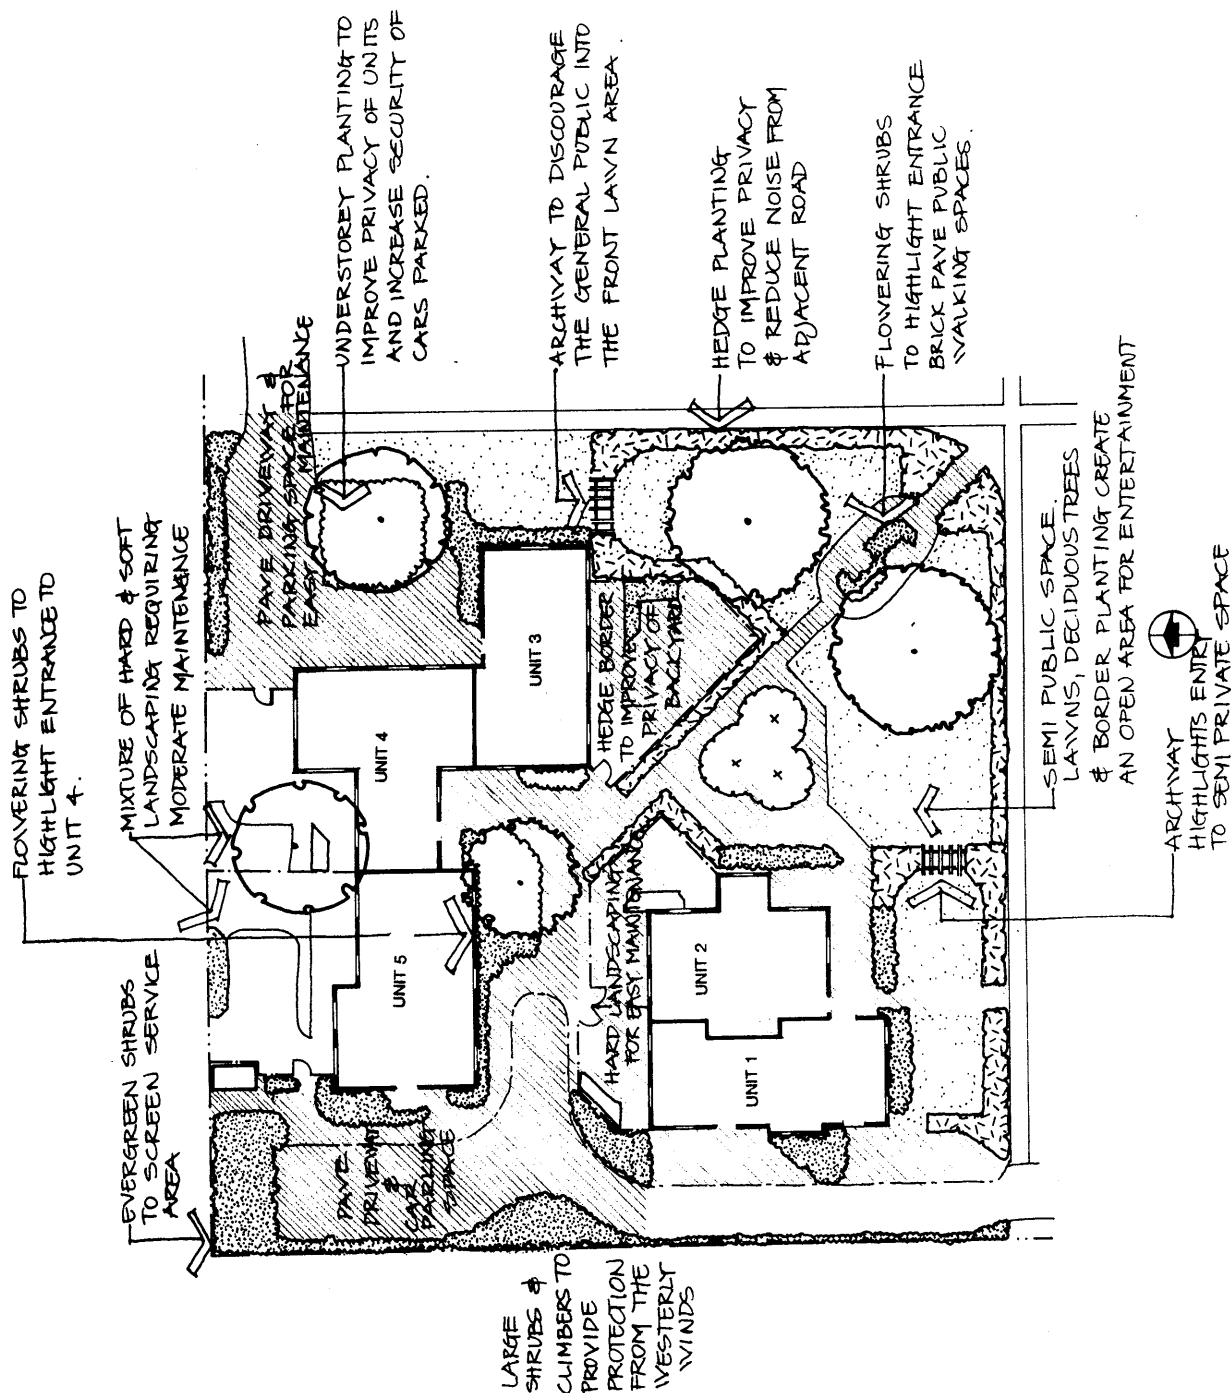 FLOWERING SHRUBS TO
HIGHLIGHT ENTRANCE TO
UNIT 4.
EVERGREEN SHRUBS
TO SCREEN SERVICE
AREA
MIXTURE OF HARD & SOFT
LANDSCAPING REQUIRING
MODERATE MAINTENANCE
PAVE DRIVEWAY &
PARKING SPACE FOR
EASY MAINTENANCE
UNDERSTOREY PLANTING TO
IMPROVE PRIVACY OF UNITS
AND INCREASE SECURITY OF
CARS PARKED.
ARCHWAY TO DISCOURAGE
THE GENERAL PUBLIC INTO
THE FRONT LAWN AREA.
HEDGE PLANTING
TO IMPROVE PRIVACY
& REDUCE NOISE FROM
ADJACENT ROAD
FLOWERING SHRUBS
TO HIGHLIGHT ENTRANCE
BRICK PAVE PUBLIC
WALKING SPACES.
PAVE
DRIVEWAY
&
CAR
PARKING
SPACE
UNIT 5
UNIT 4
UNIT 3
HEDGE BORDER
TO IMPROVE
PRIVACY OF
BACKYARD
HARD LANDSCAPING
FOR EASY MAINTENANCE
UNIT 2
UNIT 1
LARGE
SHRUBS &
CLIMBERS TO
PROVIDE
PROTECTION
FROM THE
WESTERLY
WINDS
SEMI PUBLIC SPACE.
LAWNS, DECIDUOUS TREES
& BORDER PLANTING CREATE
AN OPEN AREA FOR ENTERTAINMENT
ARCHWAY
HIGHLIGHTS ENTRY
TO SEMI PRIVATE SPACE